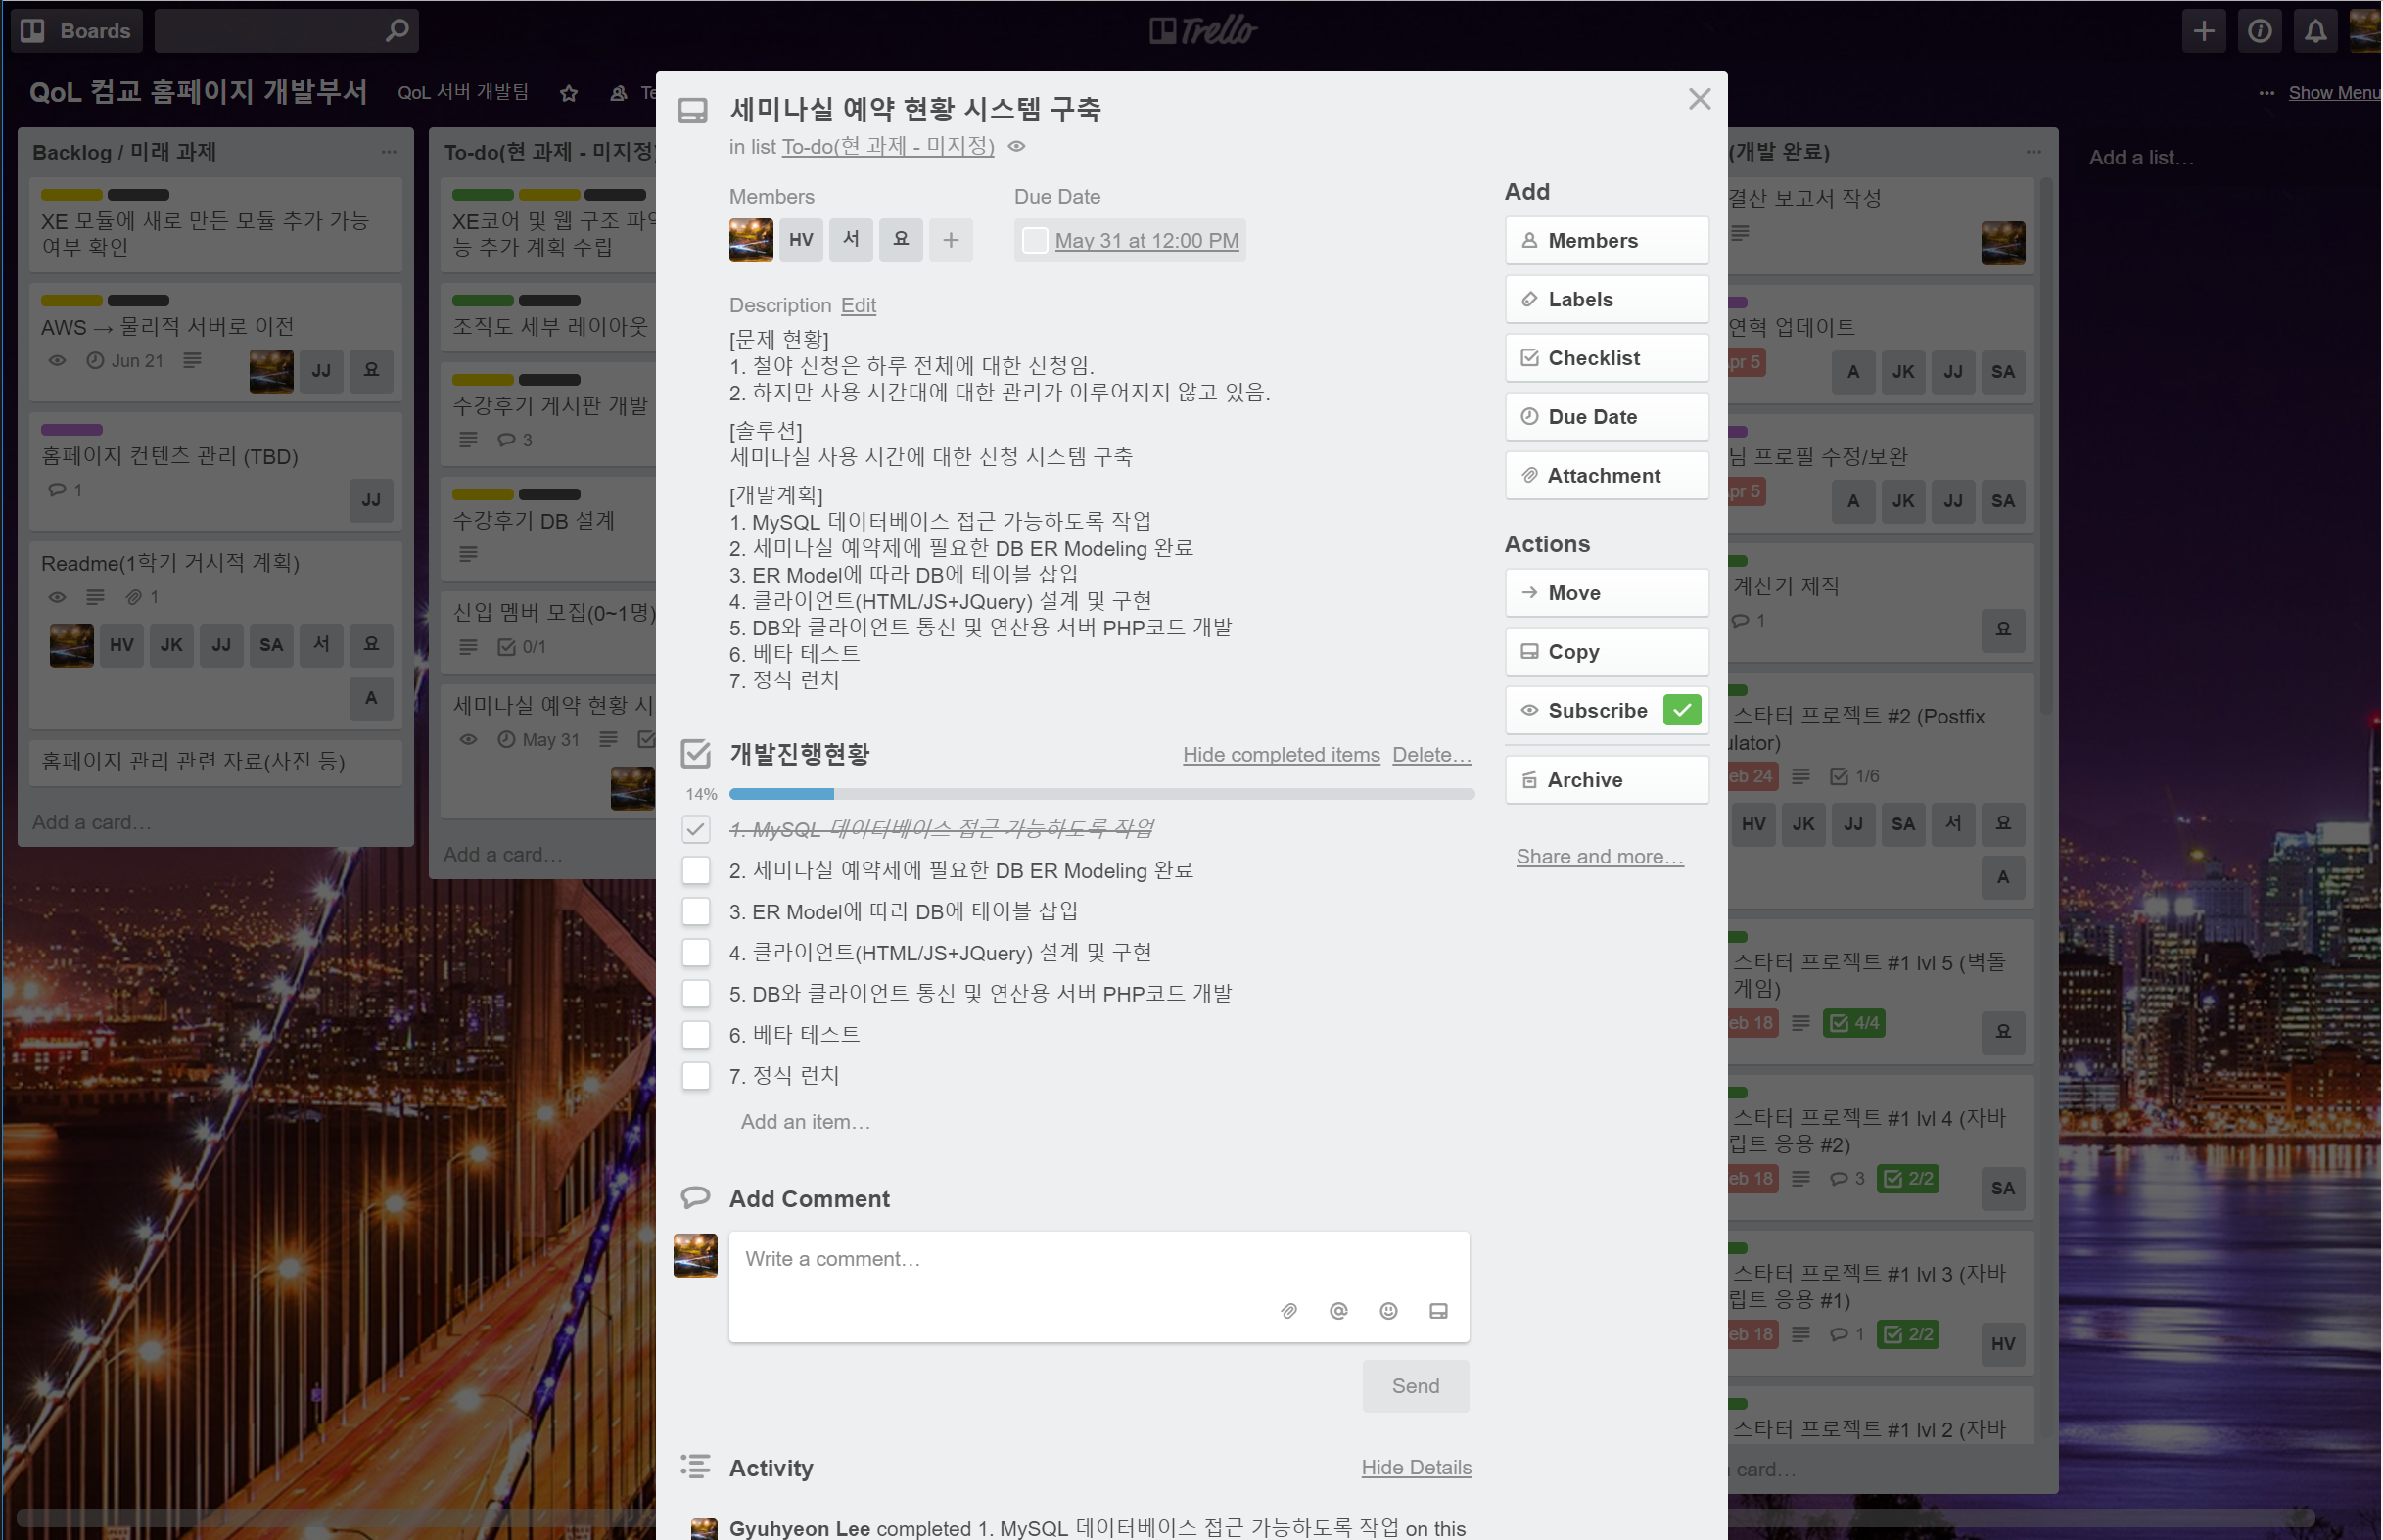 Boards
Trello
QoL 컴교 홈페이지 개발부서
QoL 서버 개발팀
Te
Show Menu
Backlog / 미래 과제
XE 모듈에 새로 만든 모듈 추가 가능
여부 확인
AWS → 물리적 서버로 이전
Jun 21
JJ 요
홈페이지 컨텐츠 관리 (TBD)
1
JJ
Readme(1학기 거시적 계획)
1
HV JK JJ SA 서 요
A
홈페이지 관리 관련 자료(사진 등)
Add a card…
To-do(현 과제 - 미지정)
XE코어 및 웹 구조 파악
능 추가 계획 수립
조직도 세부 레이아웃
수강후기 게시판 개발
3
수강후기 DB 설계
신입 멤버 모집(0~1명)
0/1
세미나실 예약 현황 시
May 31
Add a card…
세미나실 예약 현황 시스템 구축
in list To-do(현 과제 - 미지정)
Members
HV 서 요
Due Date
May 31 at 12:00 PM
Description Edit
[문제 현황]
1. 철야 신청은 하루 전체에 대한 신청임.
2. 하지만 사용 시간대에 대한 관리가 이루어지지 않고 있음.
[솔루션]
세미나실 사용 시간에 대한 신청 시스템 구축
[개발계획]
1. MySQL 데이터베이스 접근 가능하도록 작업
2. 세미나실 예약제에 필요한 DB ER Modeling 완료
3. ER Model에 따라 DB에 테이블 삽입
4. 클라이언트(HTML/JS+JQuery) 설계 및 구현
5. DB와 클라이언트 통신 및 연산용 서버 PHP코드 개발
6. 베타 테스트
7. 정식 런치
개발진행현황
Hide completed items Delete…
14%
1. MySQL 데이터베이스 접근 가능하도록 작업
2. 세미나실 예약제에 필요한 DB ER Modeling 완료
3. ER Model에 따라 DB에 테이블 삽입
4. 클라이언트(HTML/JS+JQuery) 설계 및 구현
5. DB와 클라이언트 통신 및 연산용 서버 PHP코드 개발
6. 베타 테스트
7. 정식 런치
Add an item…
Add Comment
Write a comment…
Send
Activity
Hide Details
Gyuhyeon Lee completed 1. MySQL 데이터베이스 접근 가능하도록 작업 on this
Add
Members
Labels
Checklist
Due Date
Attachment
Actions
Move
Copy
Subscribe
Archive
Share and more…
(개발 완료)
결산 보고서 작성
연혁 업데이트
pr 5
A JK JJ SA
님 프로필 수정/보완
pr 5
A JK JJ SA
계산기 제작
1
요
스타터 프로젝트 #2 (Postfix
ulator)
eb 24
1/6
HV JK JJ SA 서 요
A
스타터 프로젝트 #1 lvl 5 (벽돌
게임)
eb 18
4/4
요
스타터 프로젝트 #1 lvl 4 (자바
립트 응용 #2)
eb 18
3
2/2
SA
스타터 프로젝트 #1 lvl 3 (자바
립트 응용 #1)
eb 18
1
2/2
HV
스타터 프로젝트 #1 lvl 2 (자바
card…
Add a list…